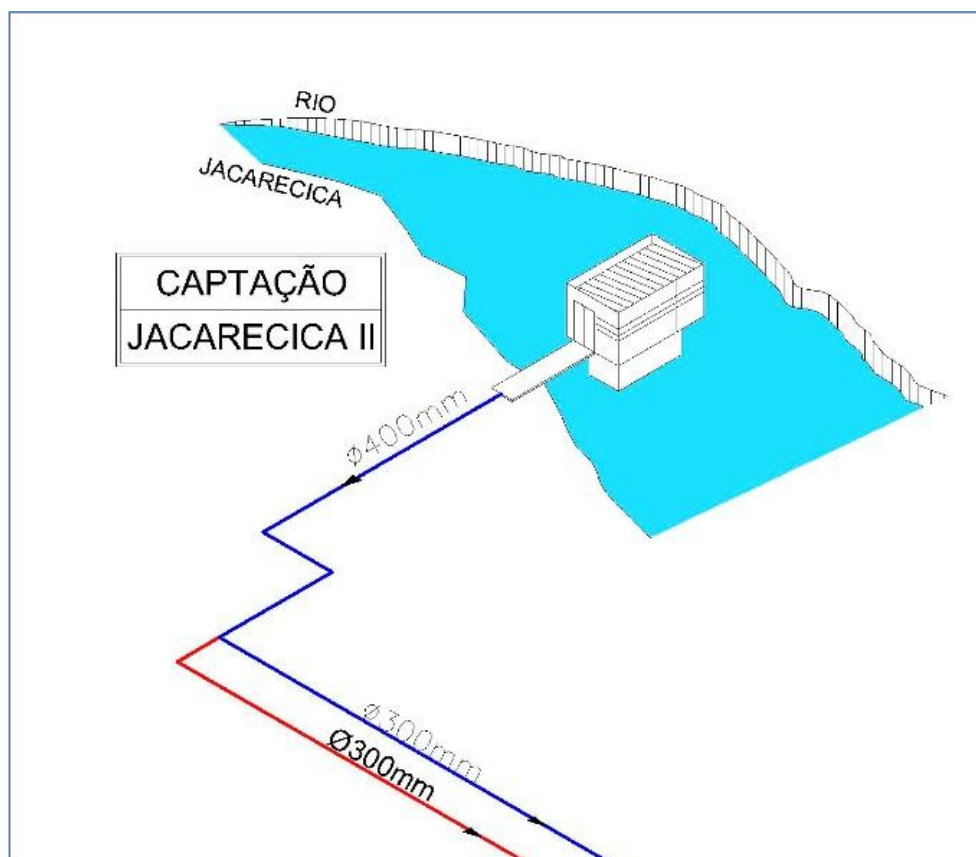 RIO
JACARECICA
CAPTAÇÃO
JACARECICA II
ø400mm
ø300mm
Ø300mm